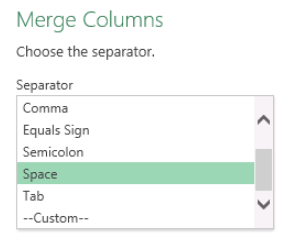 Merge Columns
Choose the separator.
Separator
Comma
Equals Sign
Semicolon
Space
Tab
--Custom--